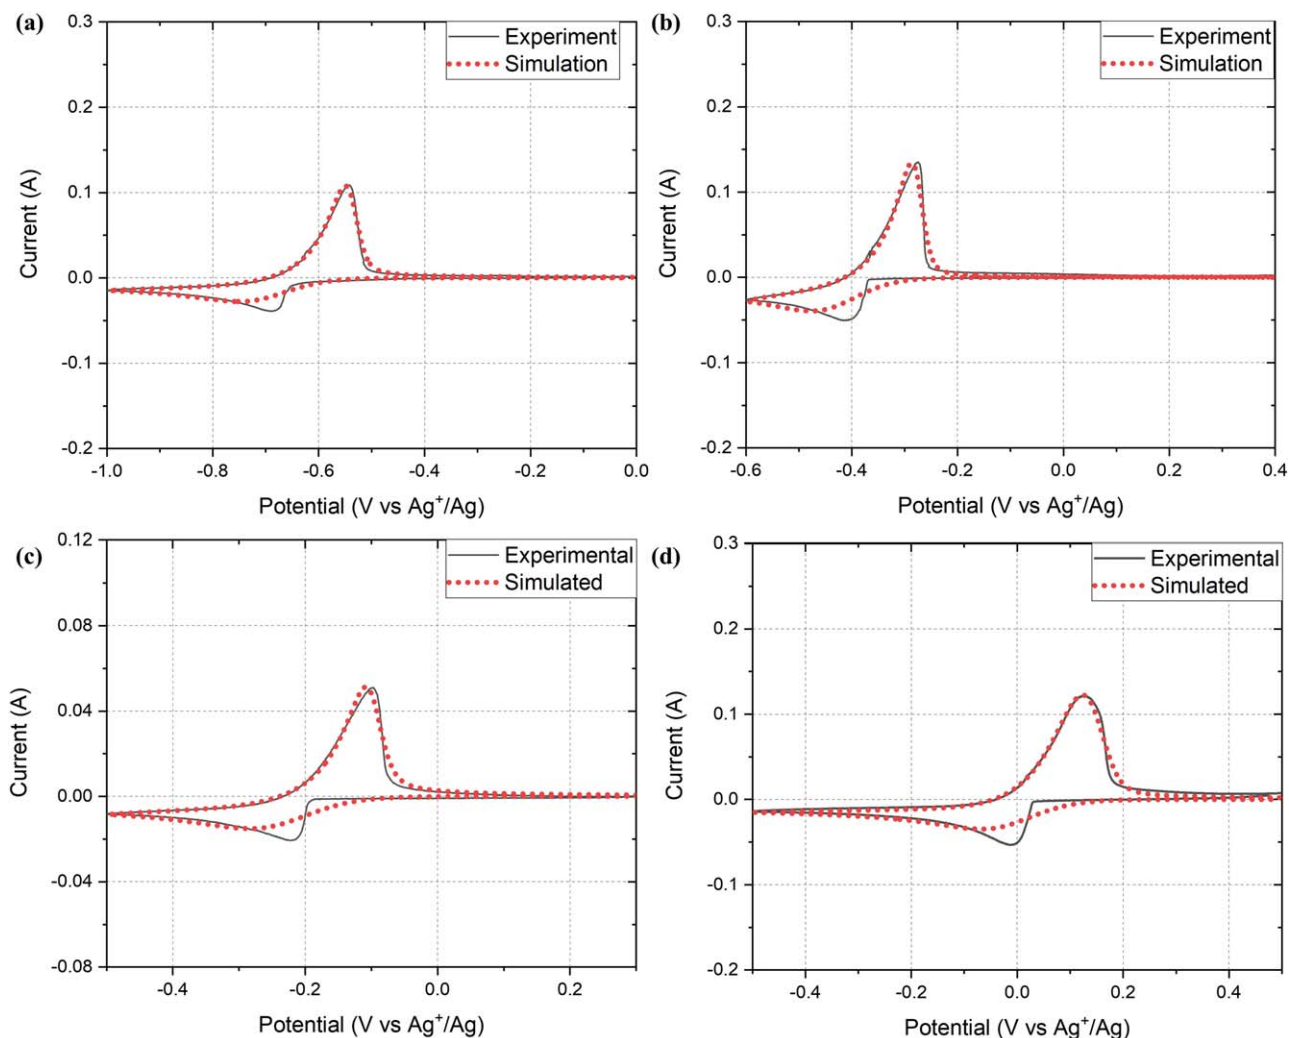 (a)
0.3
0.2
0.1
0.0
-0.1
-0.2
Current (A)
Experiment
Simulation
-1.0 -0.8 -0.6 -0.4 -0.2 0.0
Potential (V vs Ag⁺/Ag)
(b)
0.3
0.2
0.1
0.0
-0.1
-0.2
Current (A)
Experiment
Simulation
-0.6 -0.4 -0.2 0.0 0.2 0.4
Potential (V vs Ag⁺/Ag)
(c)
0.12
0.08
0.04
0.00
-0.04
-0.08
Current (A)
Experimental
Simulated
-0.4 -0.2 0.0 0.2
Potential (V vs Ag⁺/Ag)
(d)
0.3
0.2
0.1
0.0
-0.1
-0.2
Current (A)
Experimental
Simulated
-0.4 -0.2 0.0 0.2 0.4
Potential (V vs Ag⁺/Ag)